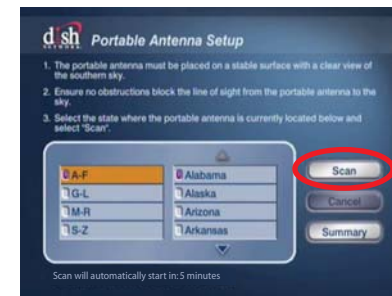 dish
NETWORK
Portable Antenna Setup
1. The portable antenna must be placed on a stable surface with a clear view of
the southern sky.
2. Ensure no obstructions block the line of sight from the portable antenna to the
sky.
3. Select the state where the portable antenna is currently located below and
select "Scan".
A-F
G-L
M-R
S-Z
Alabama
Alaska
Arizona
Arkansas
Scan
Cancel
Summary
Scan will automatically start in: 5 minutes